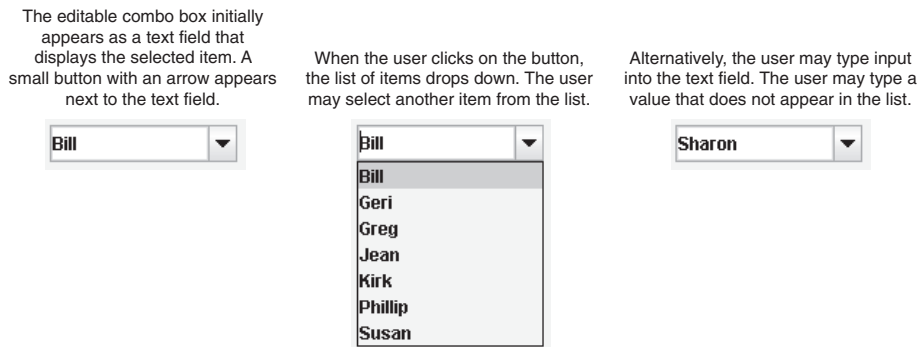 The editable combo box initially
appears as a text field that
displays the selected item. A
small button with an arrow appears
next to the text field.
Bill
When the user clicks on the button,
the list of items drops down. The user
may select another item from the list.
Bill
Bill
Geri
Greg
Jean
Kirk
Phillip
Susan
Alternatively, the user may type input
into the text field. The user may type a
value that does not appear in the list.
Sharon